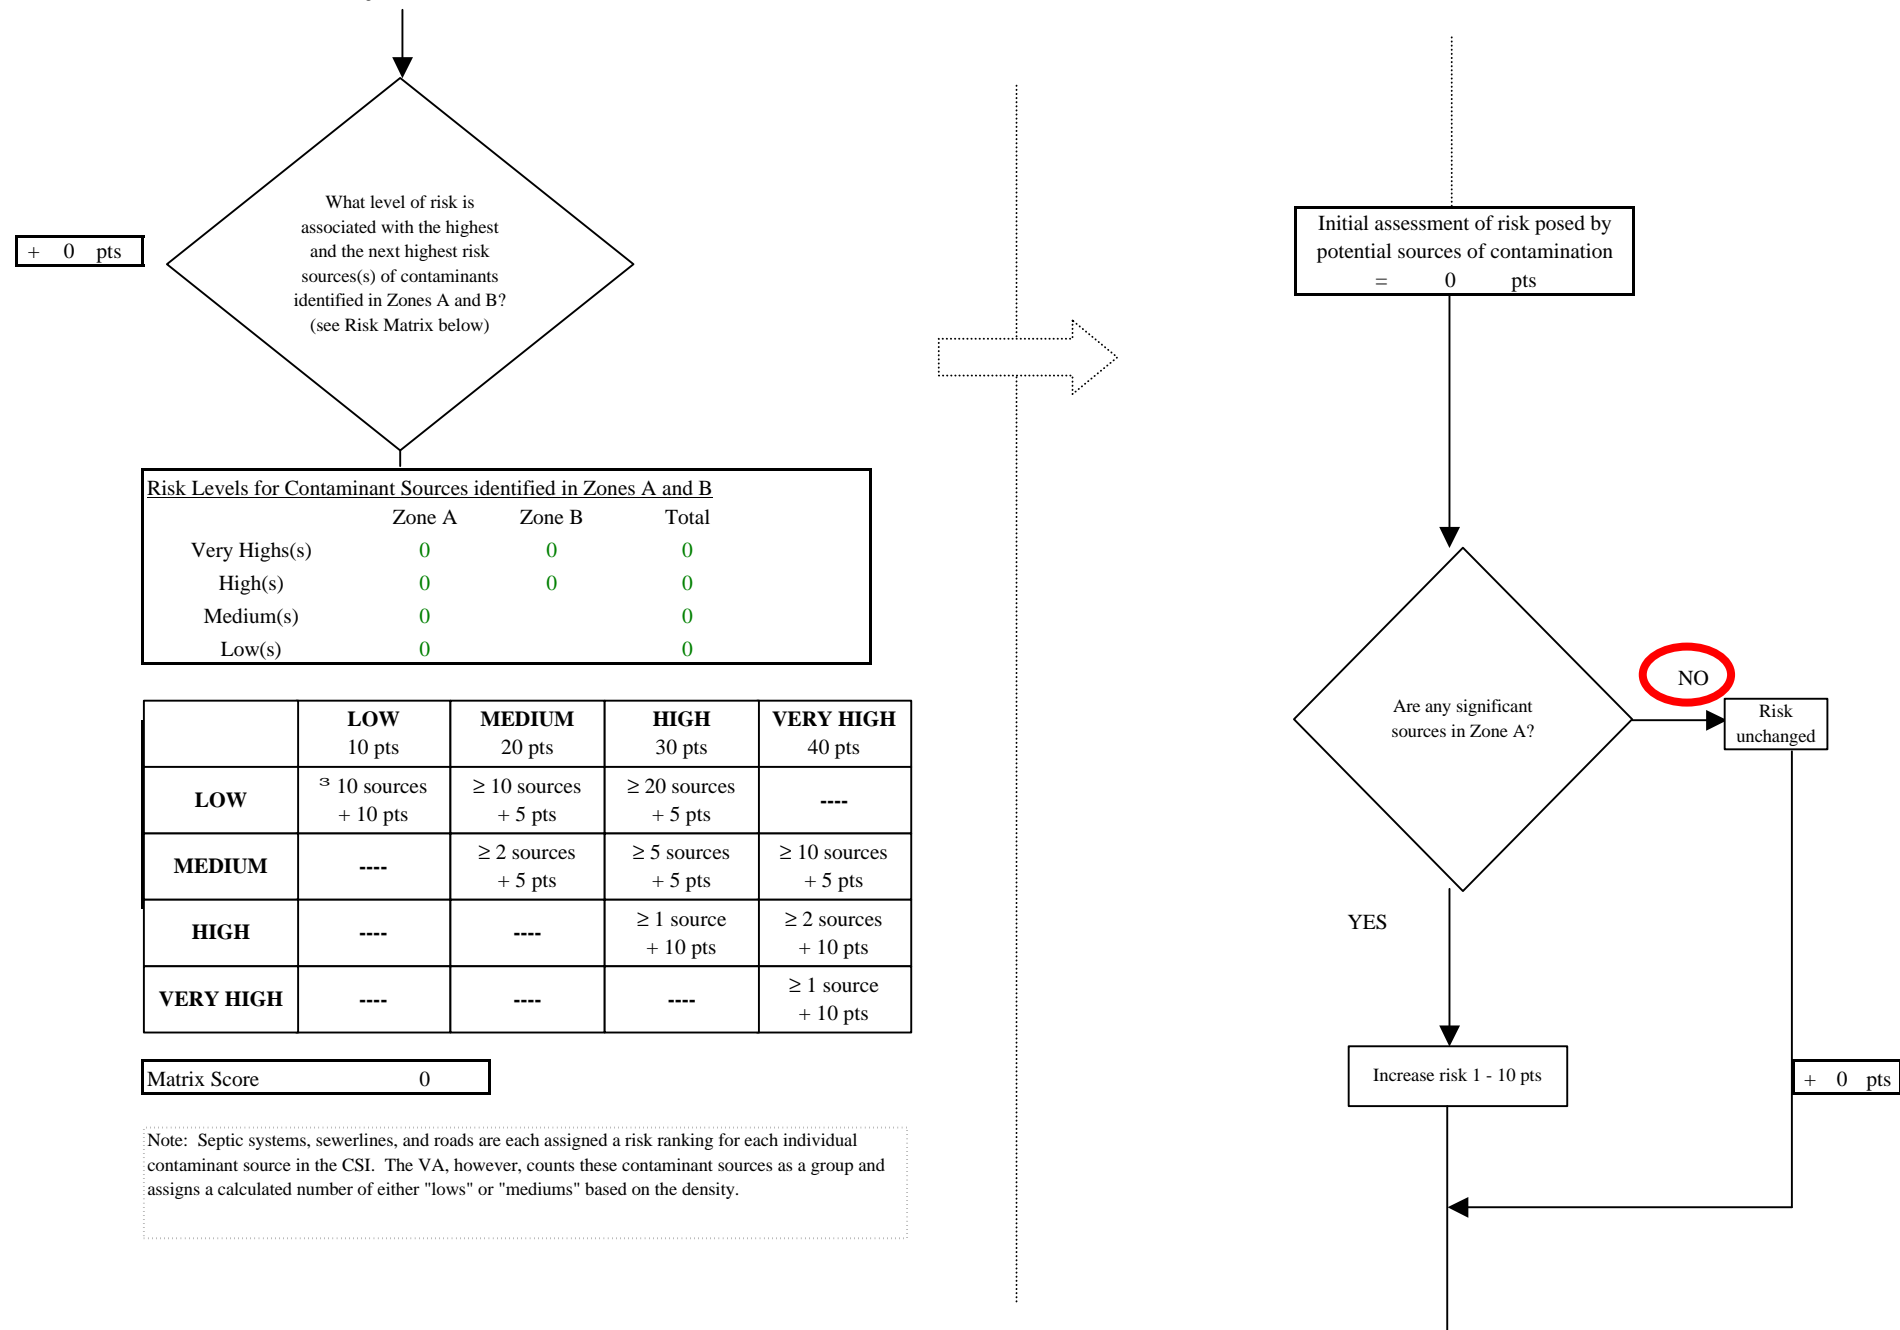 What level of risk is
associated with the highest
and the next highest risk
sources(s) of contaminants
identified in Zones A and B?
(see Risk Matrix below)
+ 0 pts
Risk Levels for Contaminant Sources identified in Zones A and B
Zone A Zone B Total
Very Highs(s) 0 0 0
High(s) 0 0 0
Medium(s) 0 0
Low(s) 0 0
LOW MEDIUM HIGH VERY HIGH
10 pts 20 pts 30 pts 40 pts
LOW ³ 10 sources ≥ 10 sources ≥ 20 sources ----
+ 10 pts + 5 pts + 5 pts
MEDIUM ---- ≥ 2 sources ≥ 5 sources ≥ 10 sources
+ 5 pts + 5 pts + 5 pts
HIGH ---- ---- ≥ 1 source ≥ 2 sources
+ 10 pts + 10 pts
VERY HIGH ---- ---- ---- ≥ 1 source
+ 10 pts
Matrix Score 0
Note: Septic systems, sewerlines, and roads are each assigned a risk ranking for each individual
contaminant source in the CSI. The VA, however, counts these contaminant sources as a group and
assigns a calculated number of either "lows" or "mediums" based on the density.
Initial assessment of risk posed by
potential sources of contamination
= 0 pts
Are any significant
sources in Zone A?
NO
Risk
unchanged
YES
Increase risk 1 - 10 pts
+ 0 pts